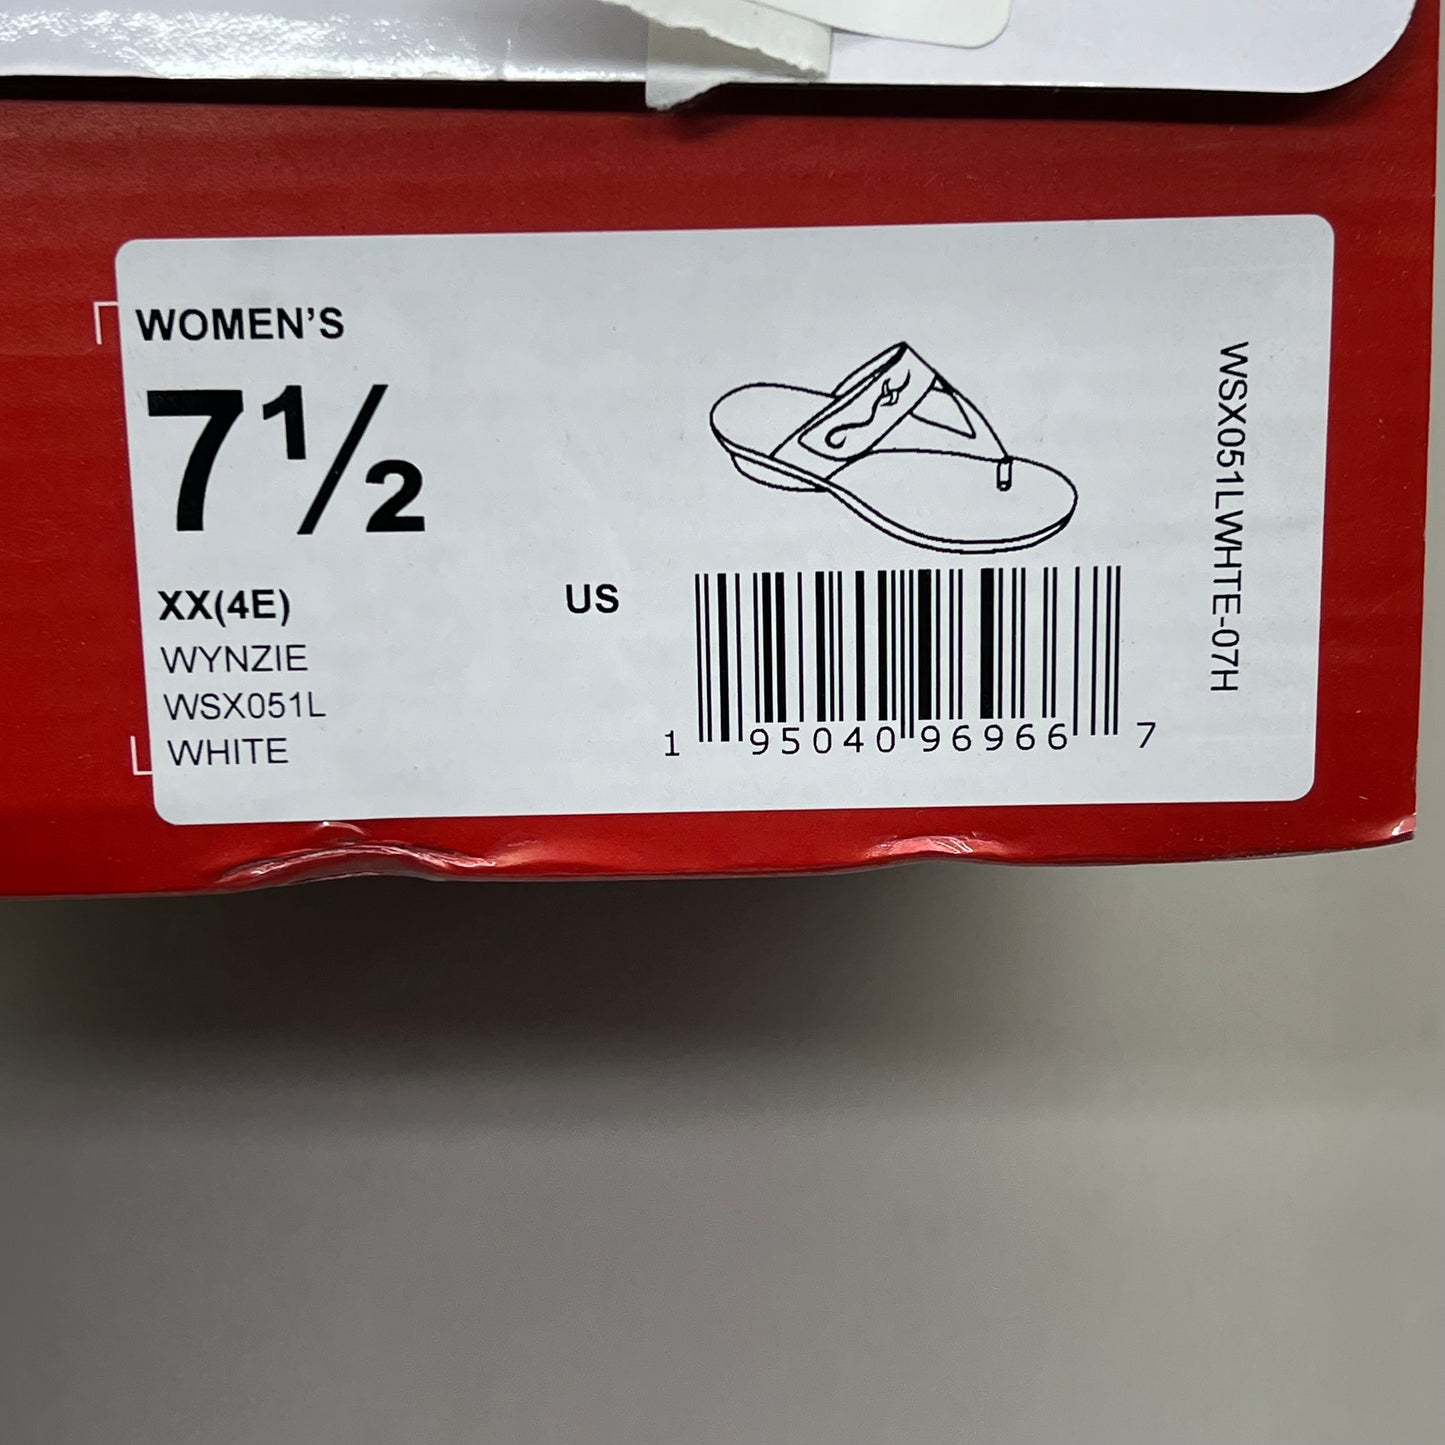 WOMEN'S
7½
XX(4E)
US
WYNZIE
WSX051L
WHITE
1 95040 96966 7
WSX051LWHTE-07H